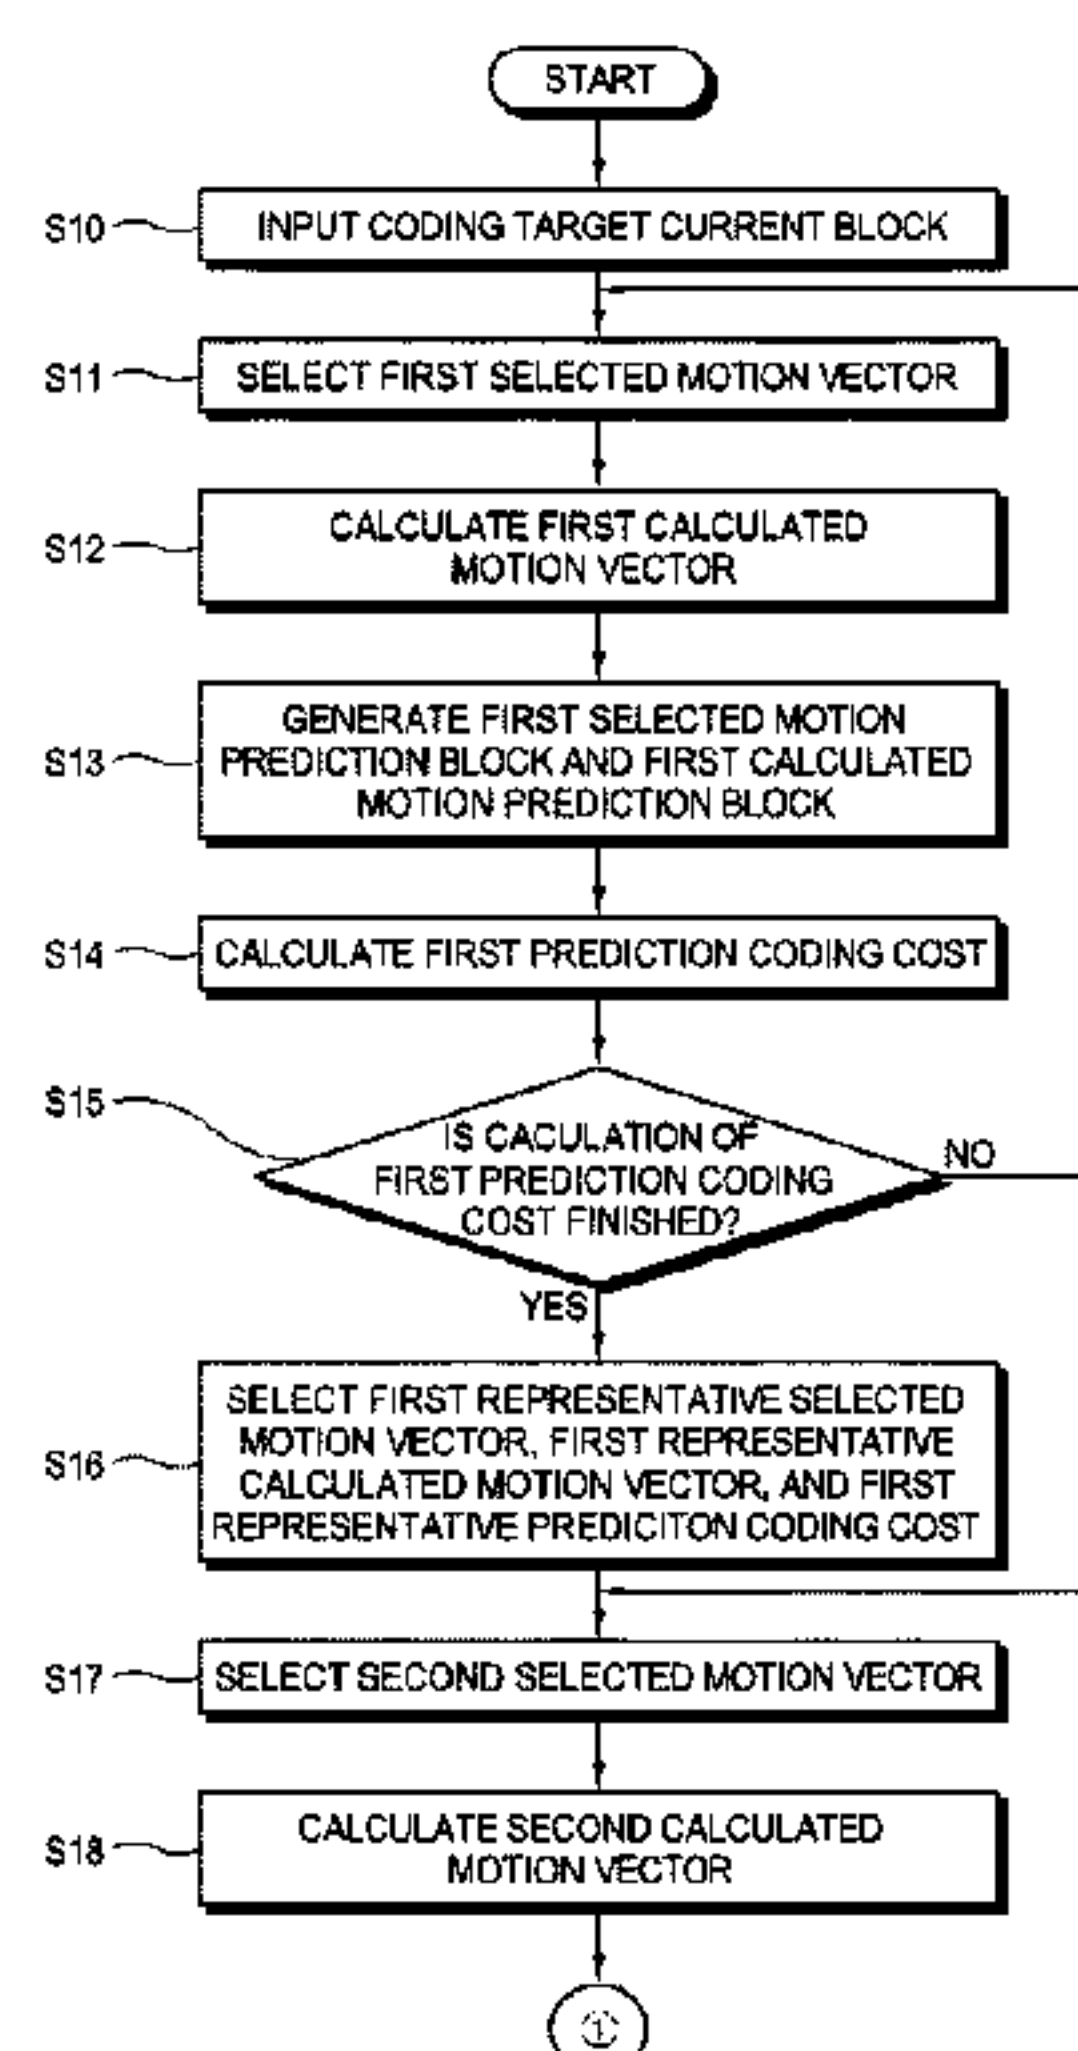 START
S10
INPUT CODING TARGET CURRENT BLOCK
S11
SELECT FIRST SELECTED MOTION VECTOR
S12
CALCULATE FIRST CALCULATED
MOTION VECTOR
S13
GENERATE FIRST SELECTED MOTION
PREDICTION BLOCK AND FIRST CALCULATED
MOTION PREDICTION BLOCK
S14
CALCULATE FIRST PREDICTION CODING COST
S15
IS CACULATION OF
FIRST PREDICTION CODING
COST FINISHED?
NO
YES
S16
SELECT FIRST REPRESENTATIVE SELECTED
MOTION VECTOR, FIRST REPRESENTATIVE
CALCULATED MOTION VECTOR, AND FIRST
REPRESENTATIVE PREDICITON CODING COST
S17
SELECT SECOND SELECTED MOTION VECTOR
S18
CALCULATE SECOND CALCULATED
MOTION VECTOR
①